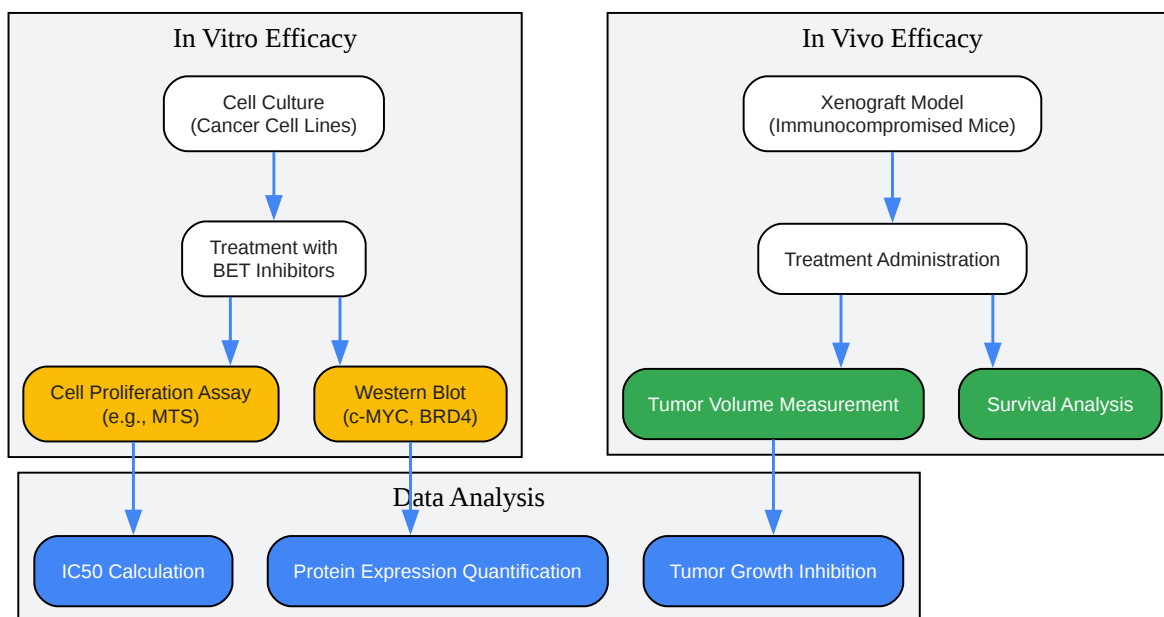 In Vitro Efficacy
Cell Culture
(Cancer Cell Lines)
Treatment with
BET Inhibitors
Cell Proliferation Assay
(e.g., MTS)
Western Blot
(c-MYC, BRD4)
In Vivo Efficacy
Xenograft Model
(Immunocompromised Mice)
Treatment Administration
Tumor Volume Measurement
Survival Analysis
Data Analysis
IC50 Calculation
Protein Expression Quantification
Tumor Growth Inhibition